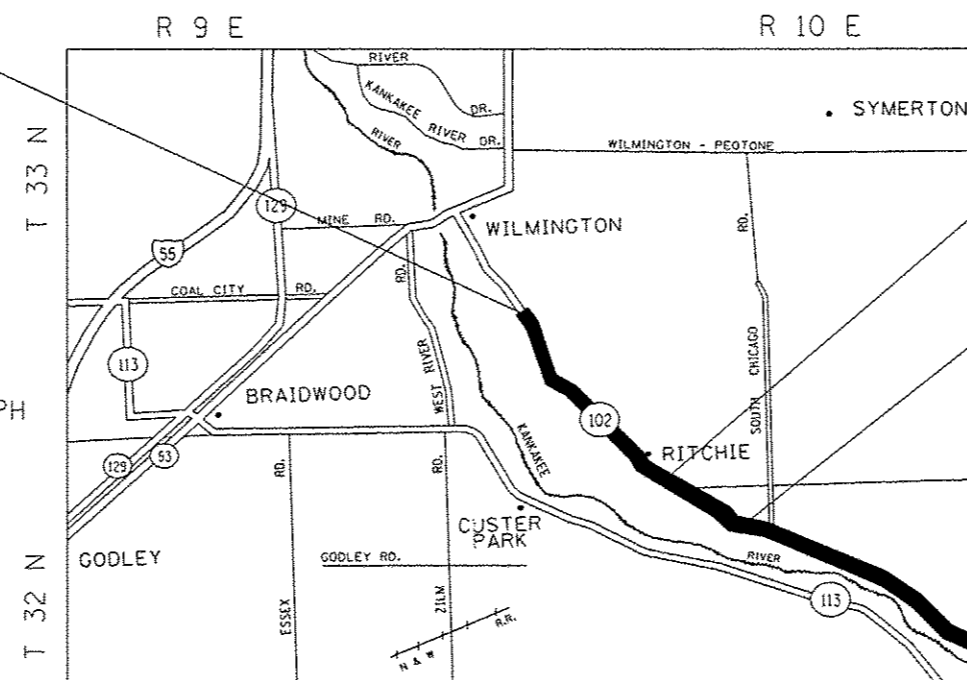 R 9 E
R 10 E
T 33 N
RIVER
DR.
KANKAKEE RIVER DR.
RIVER
SYMERTON
WILMINGTON - PEOTONE
RD.
129
MINE RD.
WILMINGTON
55
COAL CITY RD.
RD.
WEST RIVER
SOUTH CHICAGO
113
BRAIDWOOD
PH
102
RITCHIE
KANKAKEE
129
53
RD.
RD.
CUSTER
PARK
GODLEY
GODLEY RD.
RIVER
T 32 N
ESSEX
ZILM
113
N & W R.R.